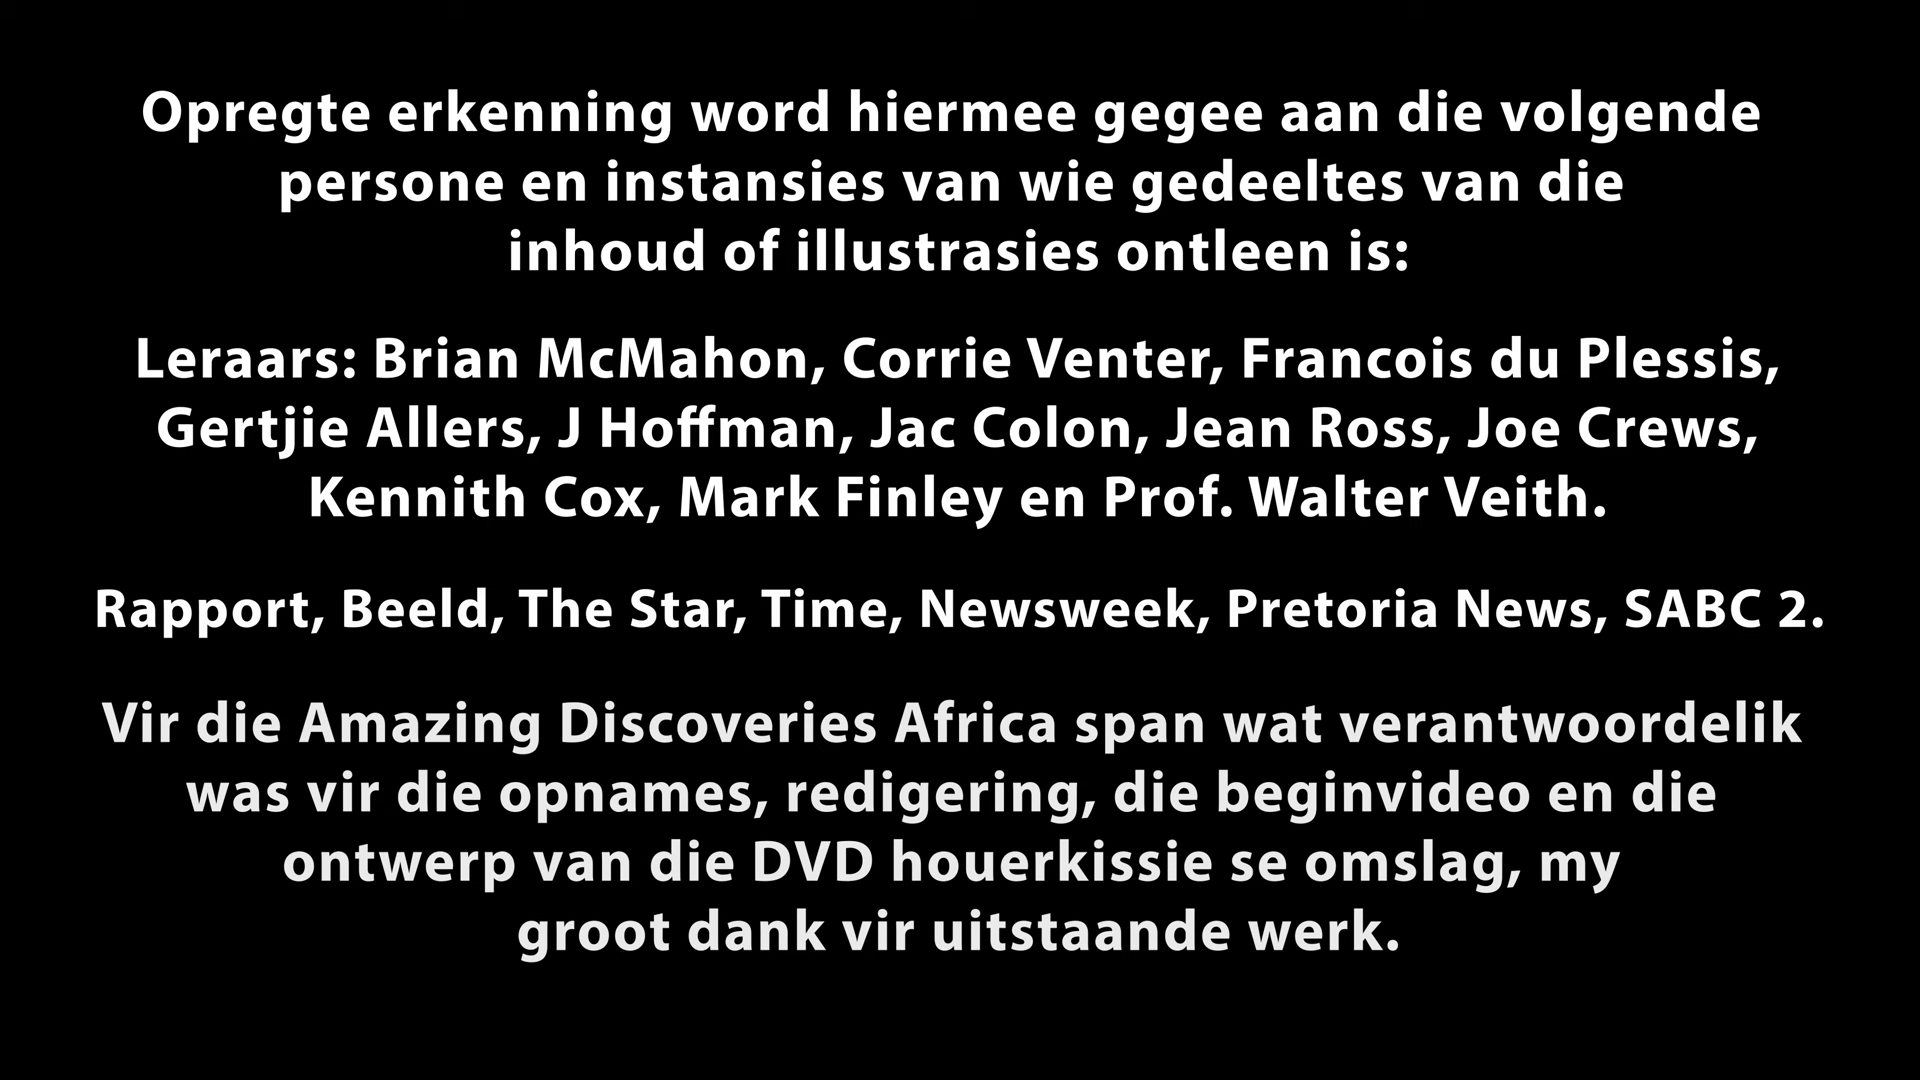 Opregte erkenning word hiermee gegee aan die volgende
persone en instansies van wie gedeeltes van die
inhoud of illustrasies ontleen is:
Leraars: Brian McMahon, Corrie Venter, Francois du Plessis,
Gertjie Allers, J Hoffman, Jac Colon, Jean Ross, Joe Crews,
Kennith Cox, Mark Finley en Prof. Walter Veith.
Rapport, Beeld, The Star, Time, Newsweek, Pretoria News, SABC 2.
Vir die Amazing Discoveries Africa span wat verantwoordelik
was vir die opnames, redigering, die beginvideo en die
ontwerp van die DVD houerkissie se omslag, my
groot dank vir uitstaande werk.